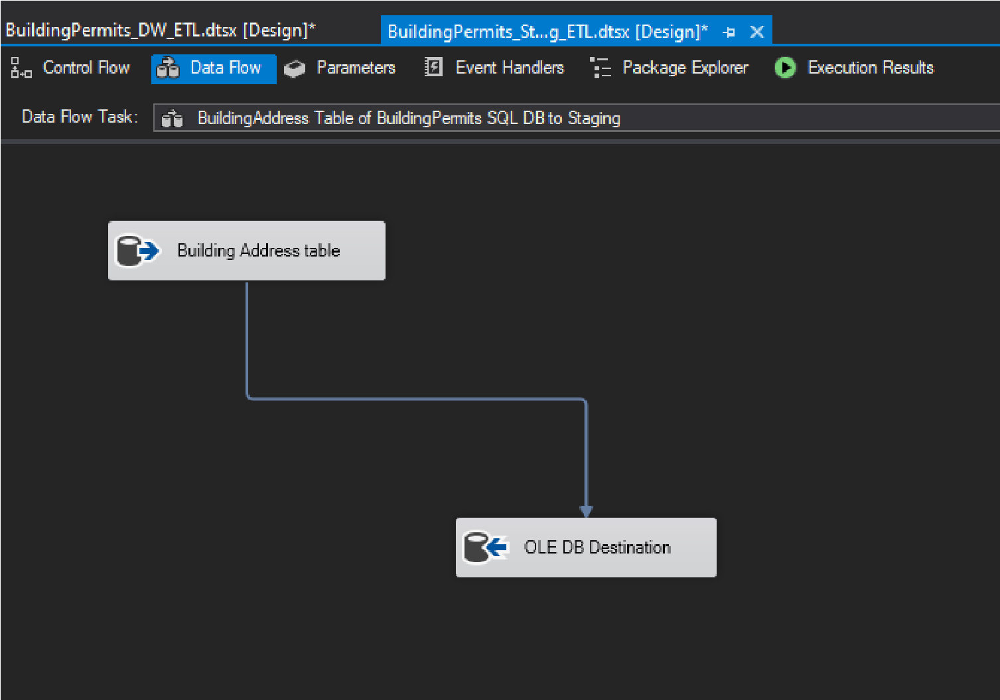 BuildingPermits_DW_ETL.dtsx [Design]* BuildingPermits_St...g_ETL.dtsx [Design]*
Control Flow Data Flow Parameters Event Handlers Package Explorer Execution Results
Data Flow Task: BuildingAddress Table of BuildingPermits SQL DB to Staging
Building Address table
OLE DB Destination